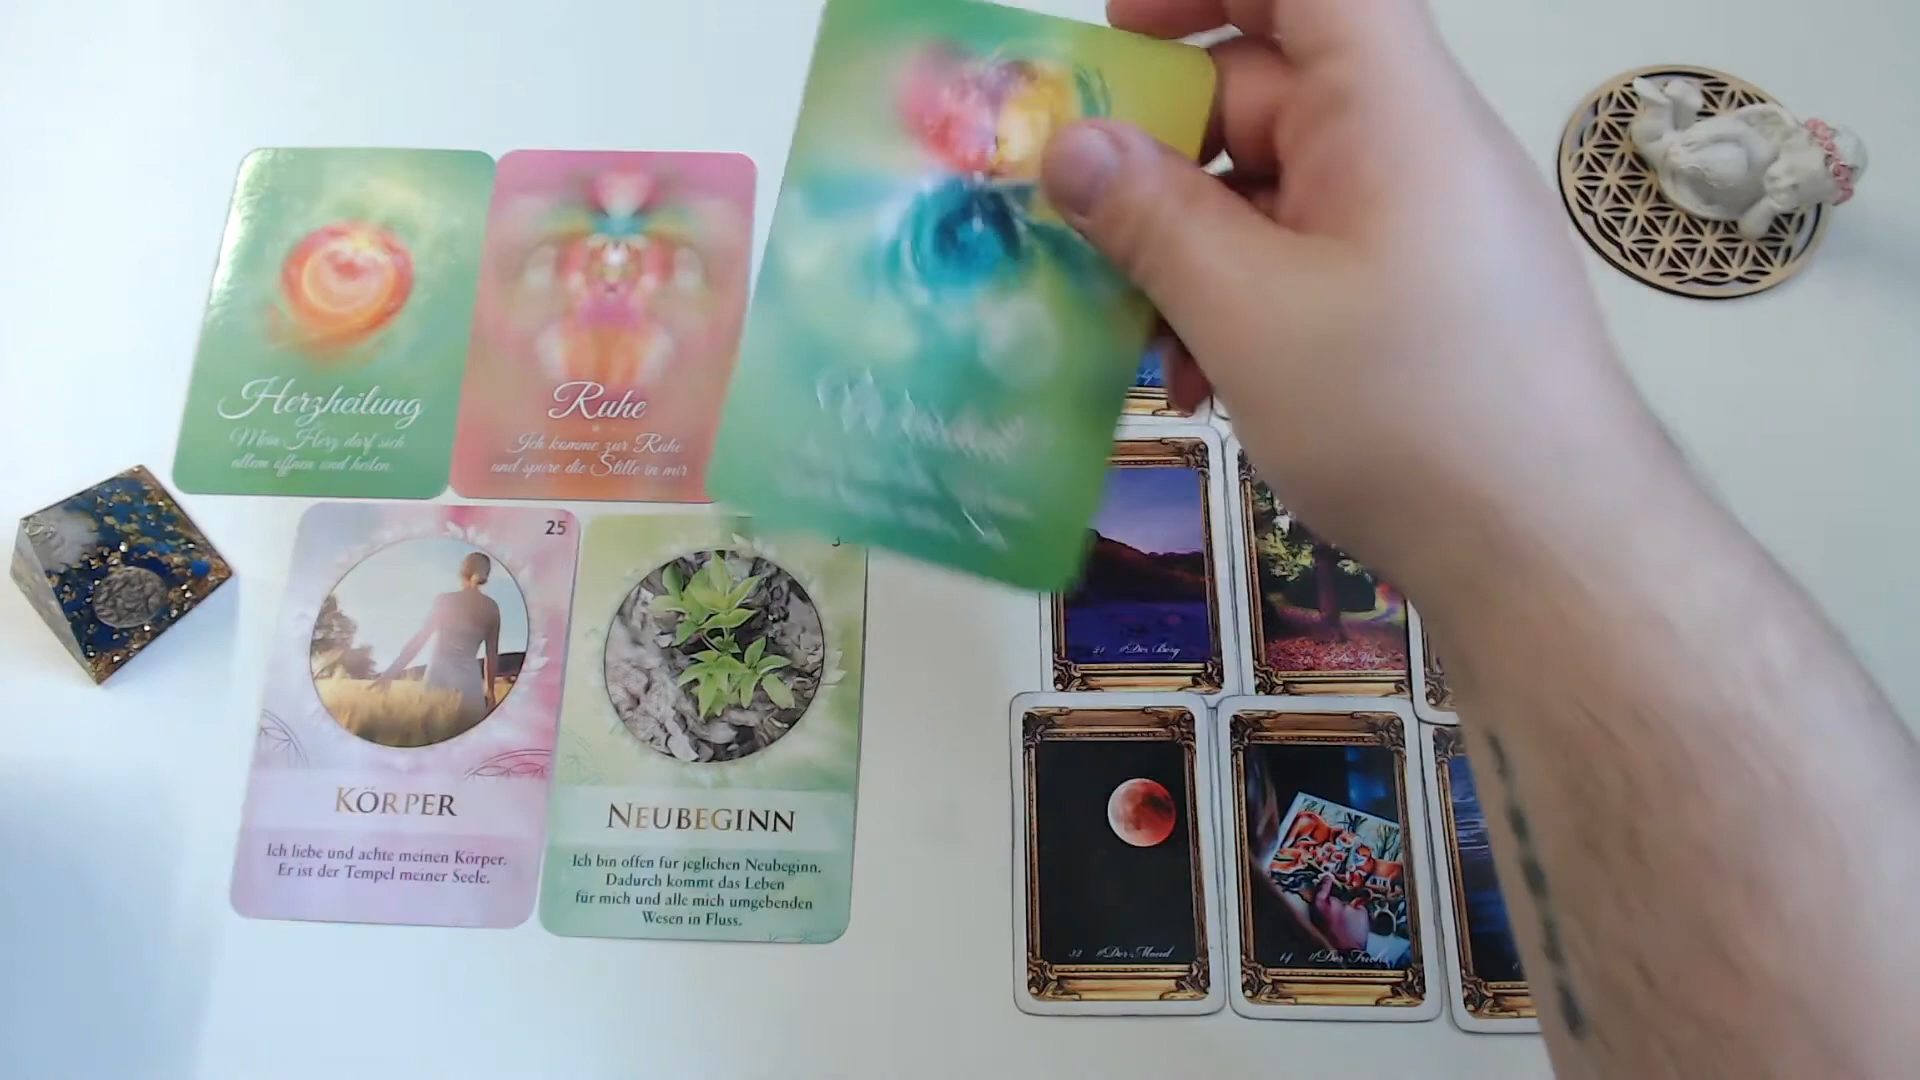 Herzheilung
Mein Herz darf sich
allem öffnen und heilen
Ruhe
Ich komme zur Ruhe
und spüre die Stille in mir
25
KÖRPER
Ich liebe und achte meinen Körper.
Er ist der Tempel meiner Seele.
NEUBEGINN
Ich bin offen für jeglichen Neubeginn.
Dadurch kommt das Leben
für mich und alle mich umgebenden
Wesen in Fluss.
21 #Der Berg
32 #Der Mond
14 #Der Fuchs